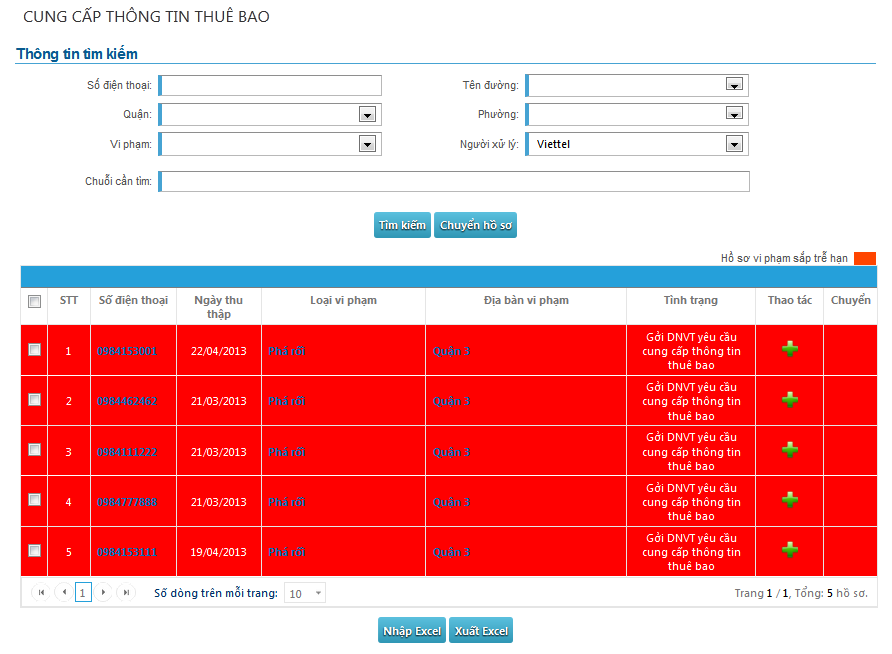 CUNG CẤP THÔNG TIN THUÊ BAO
Thông tin tìm kiếm
Số điện thoại: Tên đường:
Quận: Phường:
Vi phạm: Người xử lý: Viettel
Chuỗi cần tìm:
Tìm kiếm Chuyển hồ sơ
Hồ sơ vi phạm sắp trễ hạn
STT Số điện thoại Ngày thu thập Loại vi phạm Địa bàn vi phạm Tình trạng Thao tác Chuyển
1 0984153001 22/04/2013 Phá rối Quận 3 Gởi DNVT yêu cầu cung cấp thông tin thuê bao
2 0984462462 21/03/2013 Phá rối Quận 3 Gởi DNVT yêu cầu cung cấp thông tin thuê bao
3 0984111222 21/03/2013 Phá rối Quận 3 Gởi DNVT yêu cầu cung cấp thông tin thuê bao
4 0984777888 21/03/2013 Phá rối Quận 3 Gởi DNVT yêu cầu cung cấp thông tin thuê bao
5 0984153111 19/04/2013 Phá rối Quận 3 Gởi DNVT yêu cầu cung cấp thông tin thuê bao
1 Số dòng trên mỗi trang: 10 Trang 1 / 1, Tổng: 5 hồ sơ.
Nhập Excel Xuất Excel